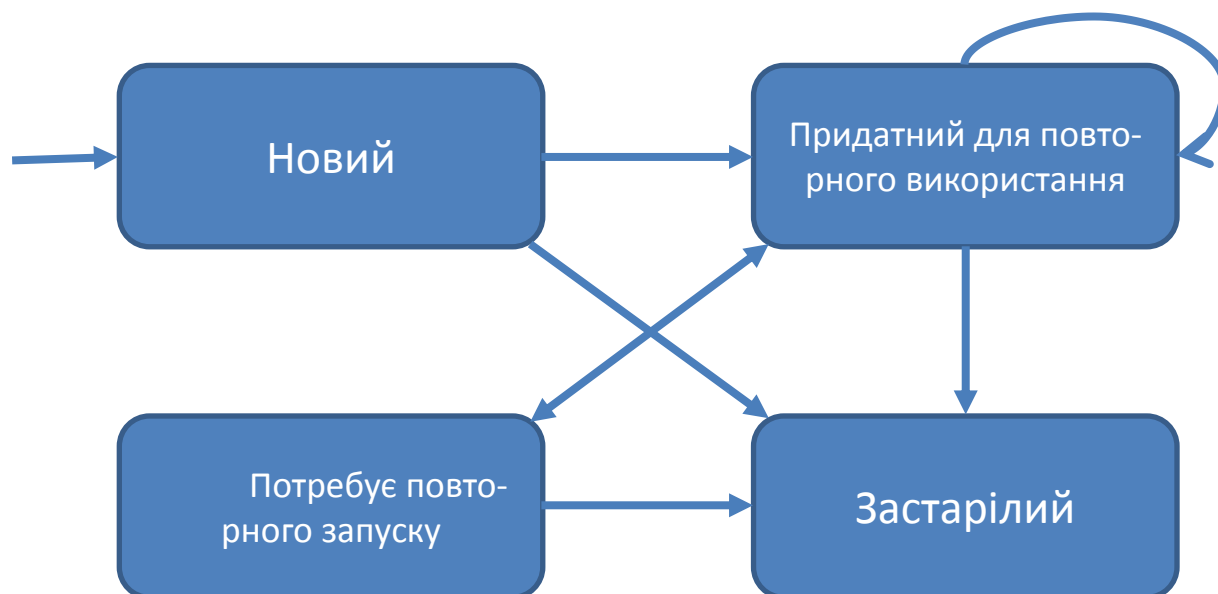 Новий
Придатний для повто-
рного використання
Потребує повто-
рного запуску
Застарілий